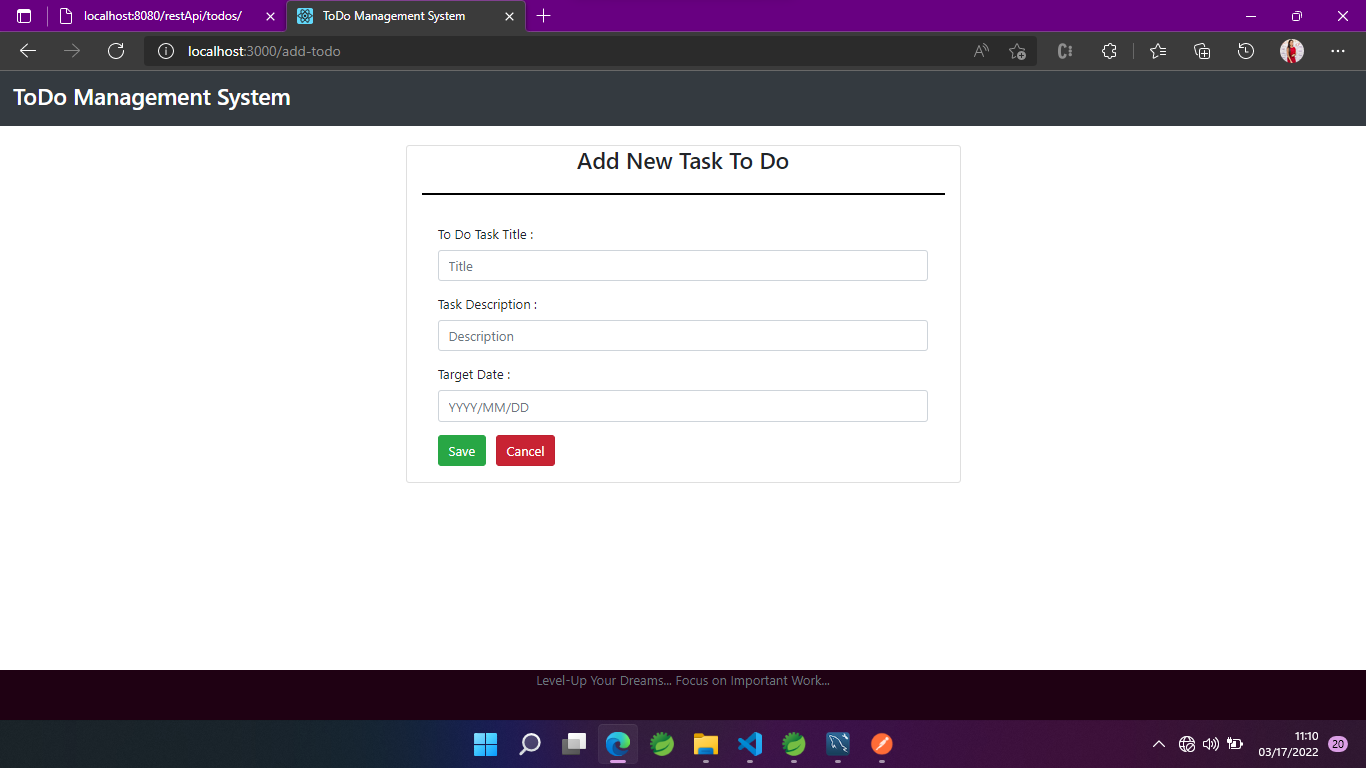 localhost:8080/restApi/todos/
ToDo Management System
localhost:3000/add-todo
ToDo Management System
Add New Task To Do
To Do Task Title :
Title
Task Description :
Description
Target Date :
YYYY/MM/DD
Save Cancel
Level-Up Your Dreams... Focus on Important Work...
11:10
03/17/2022
20